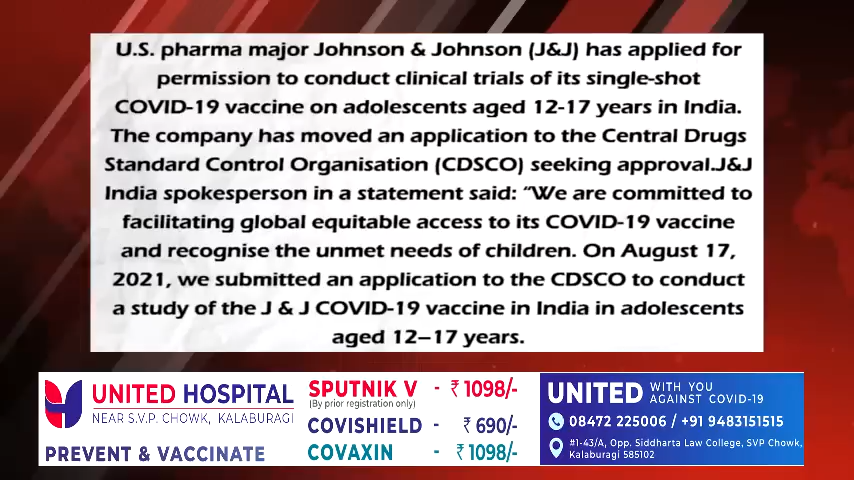 U.S. pharma major Johnson & Johnson (J&J) has applied for
permission to conduct clinical trials of its single-shot
COVID-19 vaccine on adolescents aged 12-17 years in India.
The company has moved an application to the Central Drugs
Standard Control Organisation (CDSCO) seeking approval.J&J
India spokesperson in a statement said: “We are committed to
facilitating global equitable access to its COVID-19 vaccine
and recognise the unmet needs of children. On August 17,
2021, we submitted an application to the CDSCO to conduct
a study of the J & J COVID-19 vaccine in India in adolescents
aged 12–17 years.
UNITED HOSPITAL
NEAR S.V.P. CHOWK, KALABURAGI
PREVENT & VACCINATE
SPUTNIK V - ₹ 1098/-
(By prior registration only)
COVISHIELD - ₹ 690/-
COVAXIN - ₹ 1098/-
UNITED WITH YOU
AGAINST COVID-19
08472 225006 / +91 9483151515
#1-43/A, Opp. Siddharta Law College, SVP Chowk,
Kalaburagi 585102